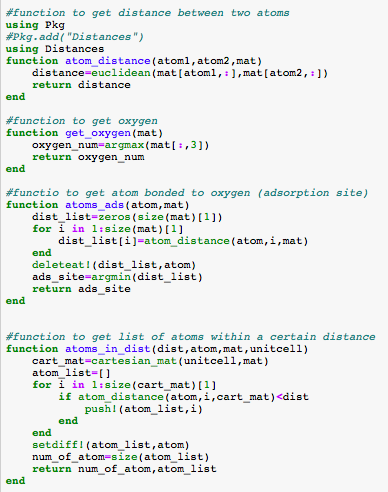 #function to get distance between two atoms
using Pkg
#Pkg.add("Distances")
using Distances
function atom_distance(atom1,atom2,mat)
    distance=euclidean(mat[atom1,:],mat[atom2,:])
    return distance
end

#function to get oxygen
function get_oxygen(mat)
    oxygen_num=argmax(mat[:,3])
    return oxygen_num
end

#functio to get atom bonded to oxygen (adsorption site)
function atoms_ads(atom,mat)
    dist_list=zeros(size(mat)[1])
    for i in 1:size(mat)[1]
        dist_list[i]=atom_distance(atom,i,mat)
    end
    deleteat!(dist_list,atom)
    ads_site=argmin(dist_list)
    return ads_site
end

#function to get list of atoms within a certain distance
function atoms_in_dist(dist,atom,mat,unitcell)
    cart_mat=cartesian_mat(unitcell,mat)
    atom_list=[]
    for i in 1:size(cart_mat)[1]
        if atom_distance(atom,i,cart_mat)<dist
            push!(atom_list,i)
        end
    end
    setdiff!(atom_list,atom)
    num_of_atom=size(atom_list)
    return num_of_atom,atom_list
end